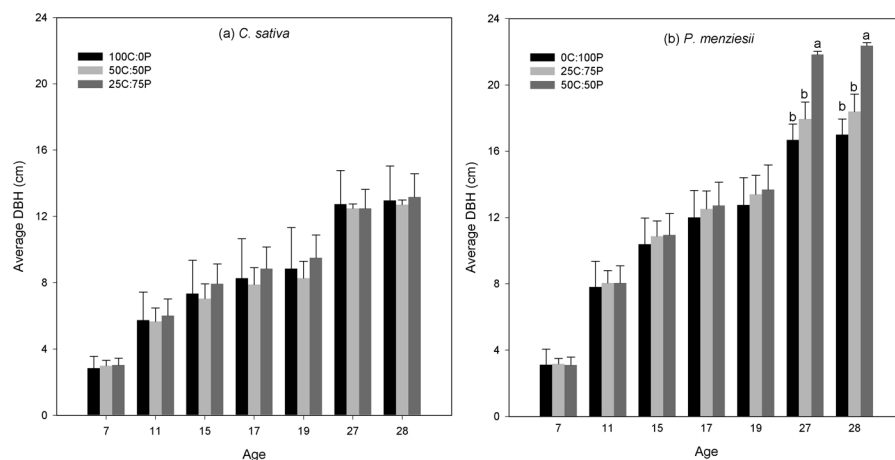 (a) C. sativa
100C:0P
50C:50P
25C:75P
Average DBH (cm)
24
20
16
12
8
4
0
7 11 15 17 19 27 28
Age
(b) P. menziesii
0C:100P
25C:75P
50C:50P
Average DBH (cm)
24
20
16
12
8
4
0
b b a b b a
7 11 15 17 19 27 28
Age